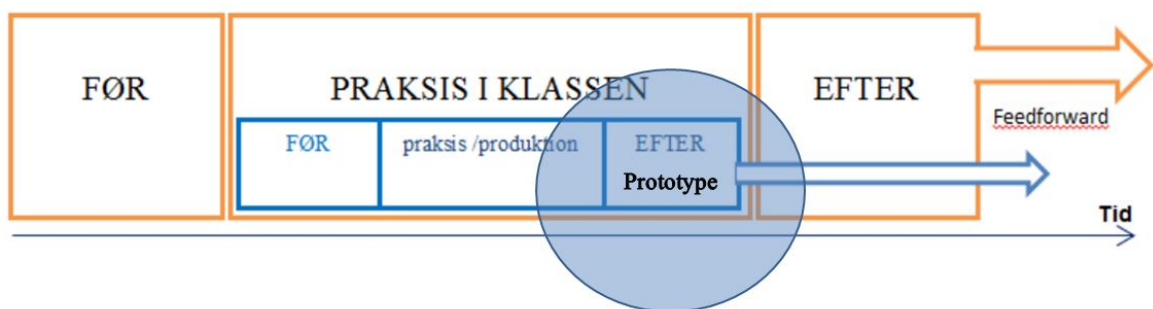 FØR
PRAKSIS I KLASSEN
EFTER
Feedforward
FØR
praksis /produktion
EFTER
Prototype
Tid